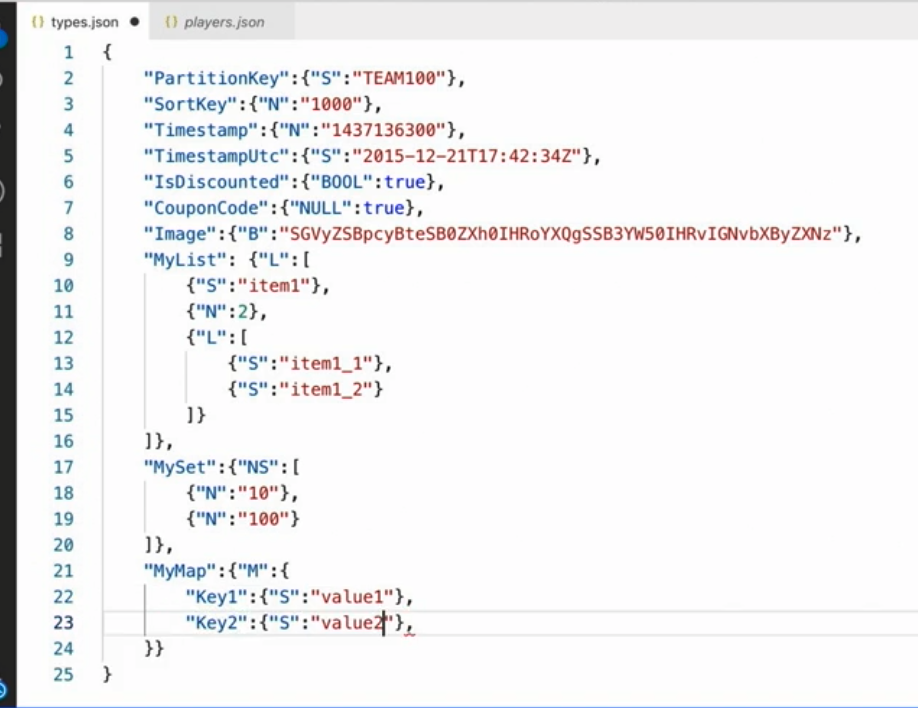 {} types.json ● {} players.json
1 {
2 "PartitionKey":{"S":"TEAM100"},
3 "SortKey":{"N":"1000"},
4 "Timestamp":{"N":"1437136300"},
5 "TimestampUtc":{"S":"2015-12-21T17:42:34Z"},
6 "IsDiscounted":{"BOOL":true},
7 "CouponCode":{"NULL":true},
8 "Image":{"B":"SGVyZSBpcyBteSB0ZXh0IHRoYXQgSSB3YW50IHRvIGNvbXByZXNz"},
9 "MyList": {"L":[
10 {"S":"item1"},
11 {"N":2},
12 {"L":[
13 {"S":"item1_1"},
14 {"S":"item1_2"}
15 ]}
16 ]},
17 "MySet":{"NS":[
18 {"N":"10"},
19 {"N":"100"}
20 ]},
21 "MyMap":{"M":{
22 "Key1":{"S":"value1"},
23 "Key2":{"S":"value2"},
24 }}
25 }